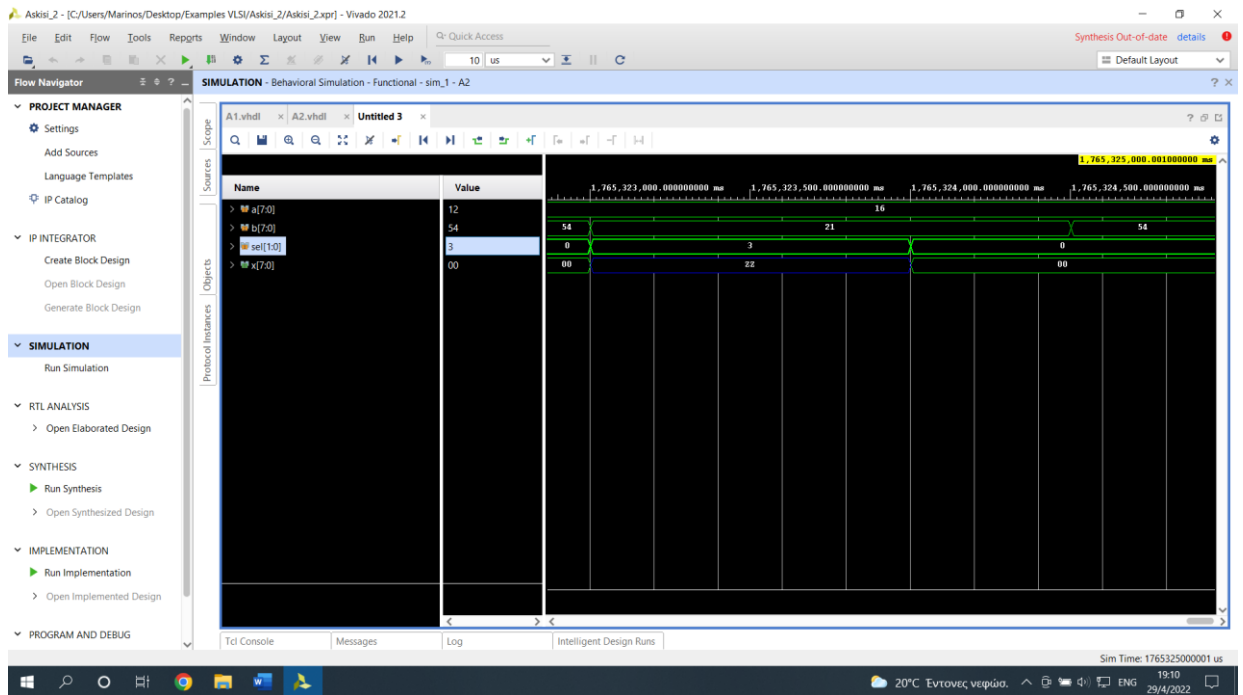 Askisi_2 - [C:/Users/Marinos/Desktop/Examples VLSI/Askisi_2/Askisi_2.xpr] - Vivado 2021.2
File Edit Flow Tools Reports Window Layout View Run Help Quick Access
Synthesis Out-of-date details
10 us
Default Layout
Flow Navigator
SIMULATION - Behavioral Simulation - Functional - sim_1 - A2
PROJECT MANAGER
Settings
Add Sources
Language Templates
IP Catalog
IP INTEGRATOR
Create Block Design
Open Block Design
Generate Block Design
SIMULATION
Run Simulation
RTL ANALYSIS
Open Elaborated Design
SYNTHESIS
Run Synthesis
Open Synthesized Design
IMPLEMENTATION
Run Implementation
Open Implemented Design
PROGRAM AND DEBUG
Scope
Sources
Objects
Protocol Instances
A1.vhdl A2.vhdl Untitled 3
1,765,325,000.001000000 ms
Name Value
1,765,323,000.000000000 ms 1,765,323,500.000000000 ms 1,765,324,000.000000000 ms 1,765,324,500.000000000 ms
a[7:0] 12 16
b[7:0] 54 54 21 54
sel[1:0] 3 0 3 0
x[7:0] 00 00 22 00
Tcl Console Messages Log Intelligent Design Runs
Sim Time: 1765325000001 us
20°C Έντονες νεφώσ. ENG 19:10
29/4/2022